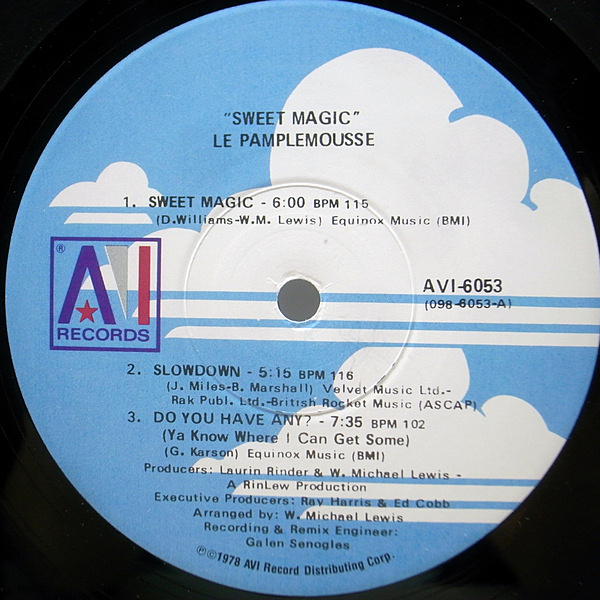 "SWEET MAGIC"
LE PAMPLEMOUSSE
1. SWEET MAGIC - 6:00 BPM 115
(D.Williams-W.M. Lewis) Equinox Music (BMI)
®
AVI
RECORDS
AVI-6053
(098-6053-A)
2. SLOWDOWN - 5:15 BPM 116
(J. Miles-B. Marshall) Velvet Music Ltd.-
Rak Publ. Ltd.-British Rocket Music (ASCAP)
3. DO YOU HAVE ANY? - 7:35 BPM 102
(Ya Know Where I Can Get Some)
(G. Karson) Equinox Music (BMI)
Producers: Laurin Rinder & W. Michael Lewis -
A RinLew Production
Executive Producers: Ray Harris & Ed Cobb
Arranged by: W. Michael Lewis
Recording & Remix Engineer:
Galen Senogles
℗©1978 AVI Record Distributing Corp.